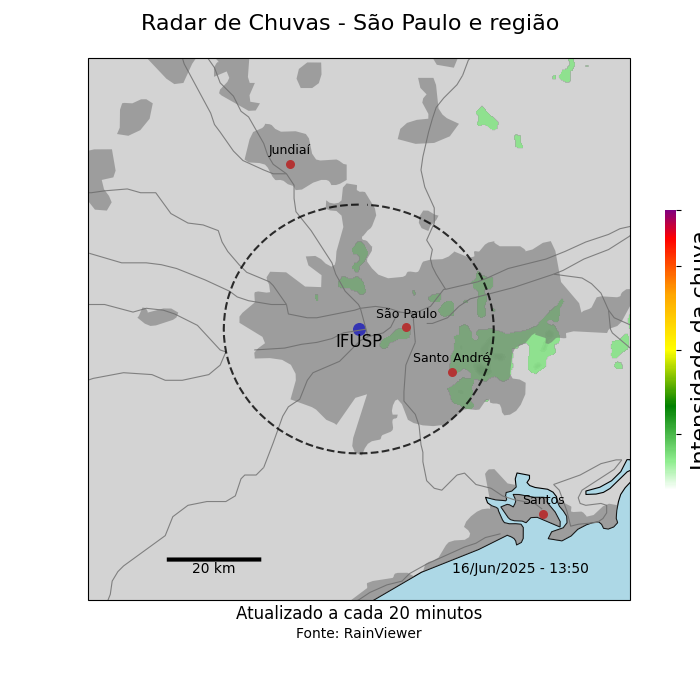 Radar de Chuvas - São Paulo e região
Jundiaí
São Paulo
IFUSP
Santo André
Santos
20 km
16/Jun/2025 - 13:50
Intensidade da chuva
Atualizado a cada 20 minutos
Fonte: RainViewer